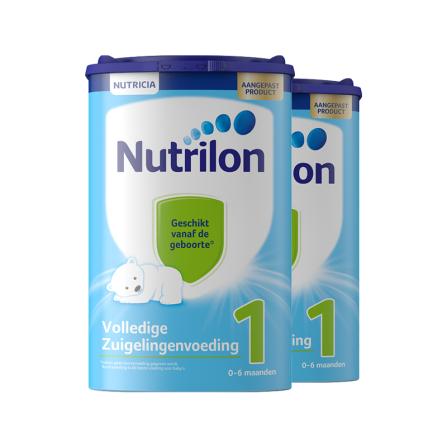 NUTRICIA
AANGEPAST
PRODUCT
Nutrilon
Geschikt
vanaf de
geboorte°
Volledige
Zuigelingenvoeding
1
0-6 maanden
AANGEPAST
PRODUCT
on
ing
1
0-6 maanden